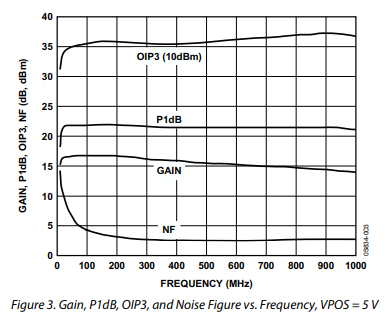 40
35
30
25
20
15
10
5
0
GAIN, P1dB, OIP3, NF (dB, dBm)
OIP3 (10dBm)
P1dB
GAIN
NF
0 100 200 300 400 500 600 700 800 900 1000
FREQUENCY (MHz)
05834-003
Figure 3. Gain, P1dB, OIP3, and Noise Figure vs. Frequency, VPOS = 5 V